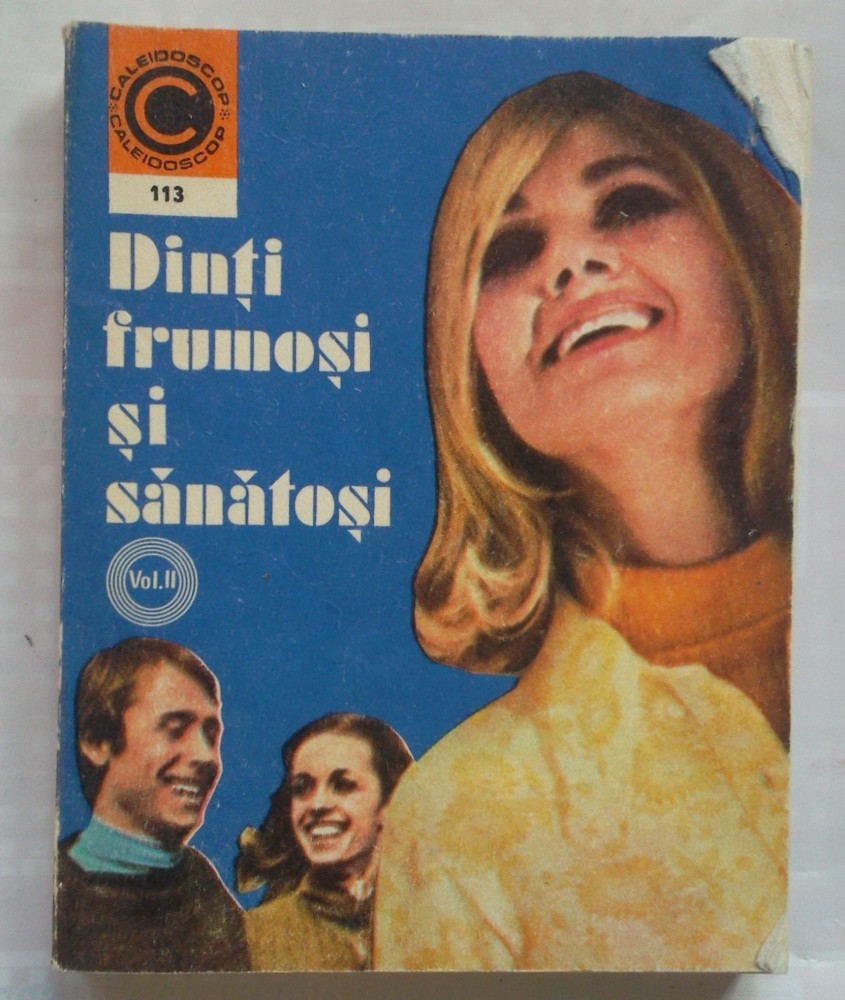 CALEIDOSCOP
CALEIDOSCOP
113
Dinți
frumoși
și
sănătoși
Vol. II